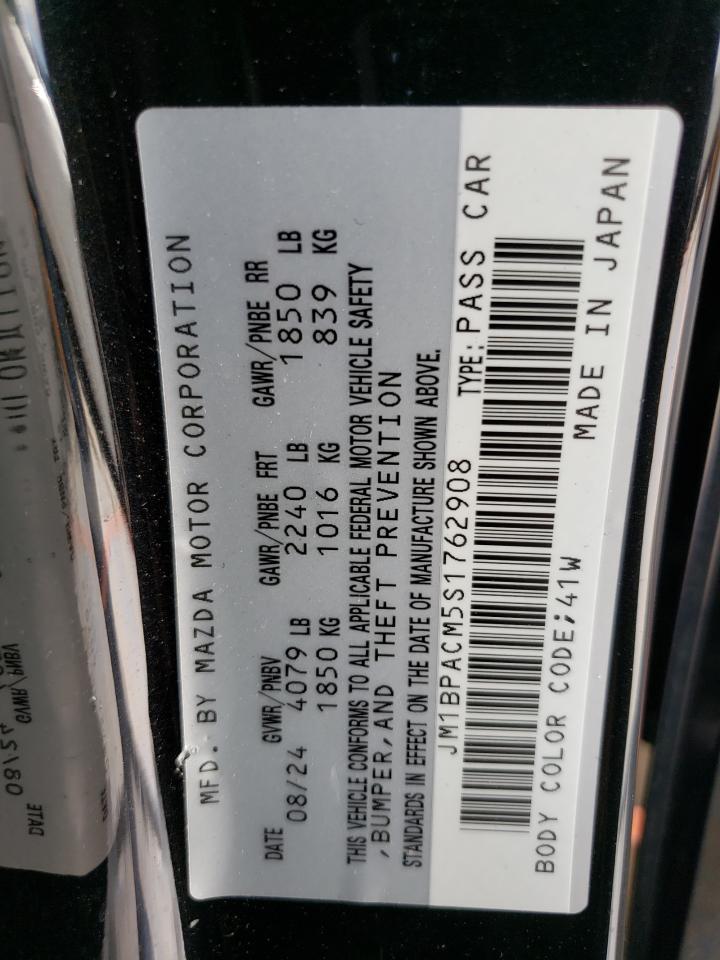 MFD. BY MAZDA MOTOR CORPORATION
DATE GVWR/PNBV GAWR/PNBE FRT GAWR/PNBE RR
08/24 4079 LB 2240 LB 1850 LB
1850 KG 1016 KG 839 KG
THIS VEHICLE CONFORMS TO ALL APPLICABLE FEDERAL MOTOR VEHICLE SAFETY
,BUMPER,AND THEFT PREVENTION
STANDARDS IN EFFECT ON THE DATE OF MANUFACTURE SHOWN ABOVE.
JM1BPACM5S1762908 TYPE: PASS CAR
BODY COLOR CODE;41W MADE IN JAPAN
DATE